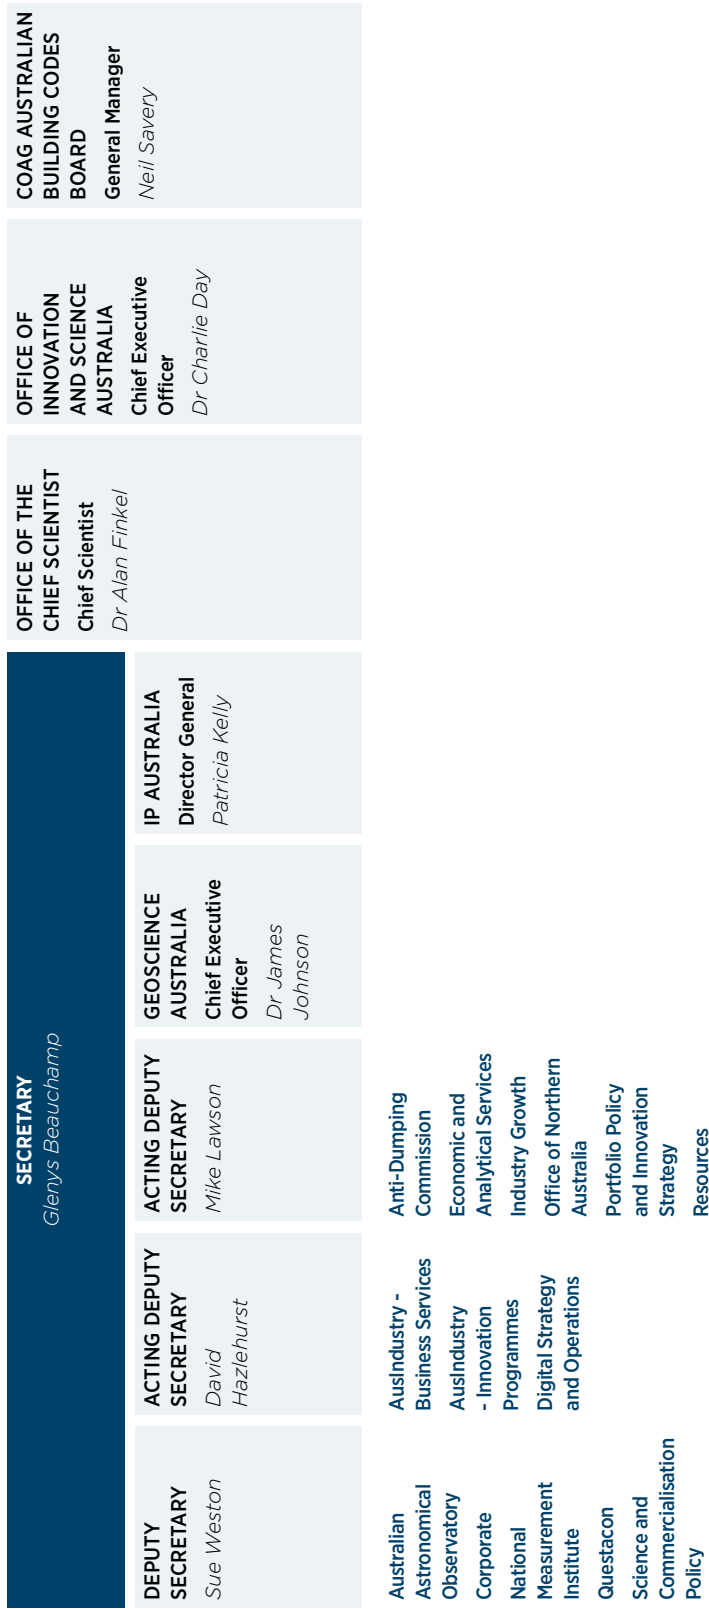 SECRETARY
Glenys Beauchamp
DEPUTY
SECRETARY
Sue Weston
Australian
Astronomical
Observatory
Corporate
National
Measurement
Institute
Questacon
Science and
Commercialisation
Policy
ACTING DEPUTY
SECRETARY
David
Hazlehurst
AusIndustry -
Business Services
AusIndustry
- Innovation
Programmes
Digital Strategy
and Operations
ACTING DEPUTY
SECRETARY
Mike Lawson
Anti-Dumping
Commission
Economic and
Analytical Services
Industry Growth
Office of Northern
Australia
Portfolio Policy
and Innovation
Strategy
Resources
GEOSCIENCE
AUSTRALIA
Chief Executive
Officer
Dr James
Johnson
IP AUSTRALIA
Director General
Patricia Kelly
OFFICE OF THE
CHIEF SCIENTIST
Chief Scientist
Dr Alan Finkel
OFFICE OF
INNOVATION
AND SCIENCE
AUSTRALIA
Chief Executive
Officer
Dr Charlie Day
COAG AUSTRALIAN
BUILDING CODES
BOARD
General Manager
Neil Savery